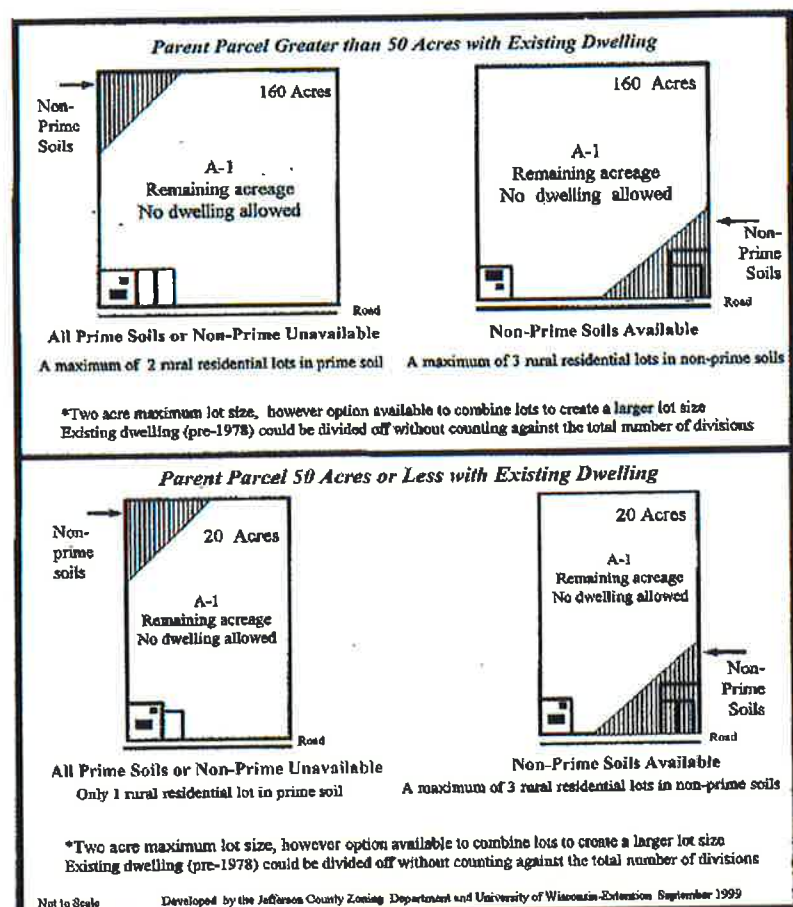 Parent Parcel Greater than 50 Acres with Existing Dwelling
Non-
Prime
Soils
160 Acres
A-1
Remaining acreage
No dwelling allowed
Road
All Prime Soils or Non-Prime Unavailable
A maximum of 2 rural residential lots in prime soil
160 Acres
A-1
Remaining acreage
No dwelling allowed
Non-
Prime
Soils
Road
Non-Prime Soils Available
A maximum of 3 rural residential lots in non-prime soils
*Two acre maximum lot size, however option available to combine lots to create a larger lot size
Existing dwelling (pre-1978) could be divided off without counting against the total number of divisions
Parent Parcel 50 Acres or Less with Existing Dwelling
Non-
prime
soils
20 Acres
A-1
Remaining acreage
No dwelling allowed
Road
All Prime Soils or Non-Prime Unavailable
Only 1 rural residential lot in prime soil
20 Acres
A-1
Remaining acreage
No dwelling allowed
Non-
Prime
Soils
Road
Non-Prime Soils Available
A maximum of 3 rural residential lots in non-prime soils
*Two acre maximum lot size, however option available to combine lots to create a larger lot size
Existing dwelling (pre-1978) could be divided off without counting against the total number of divisions
Not to Scale Developed by the Jefferson County Zoning Department and University of Wisconsin-Extension September 1999